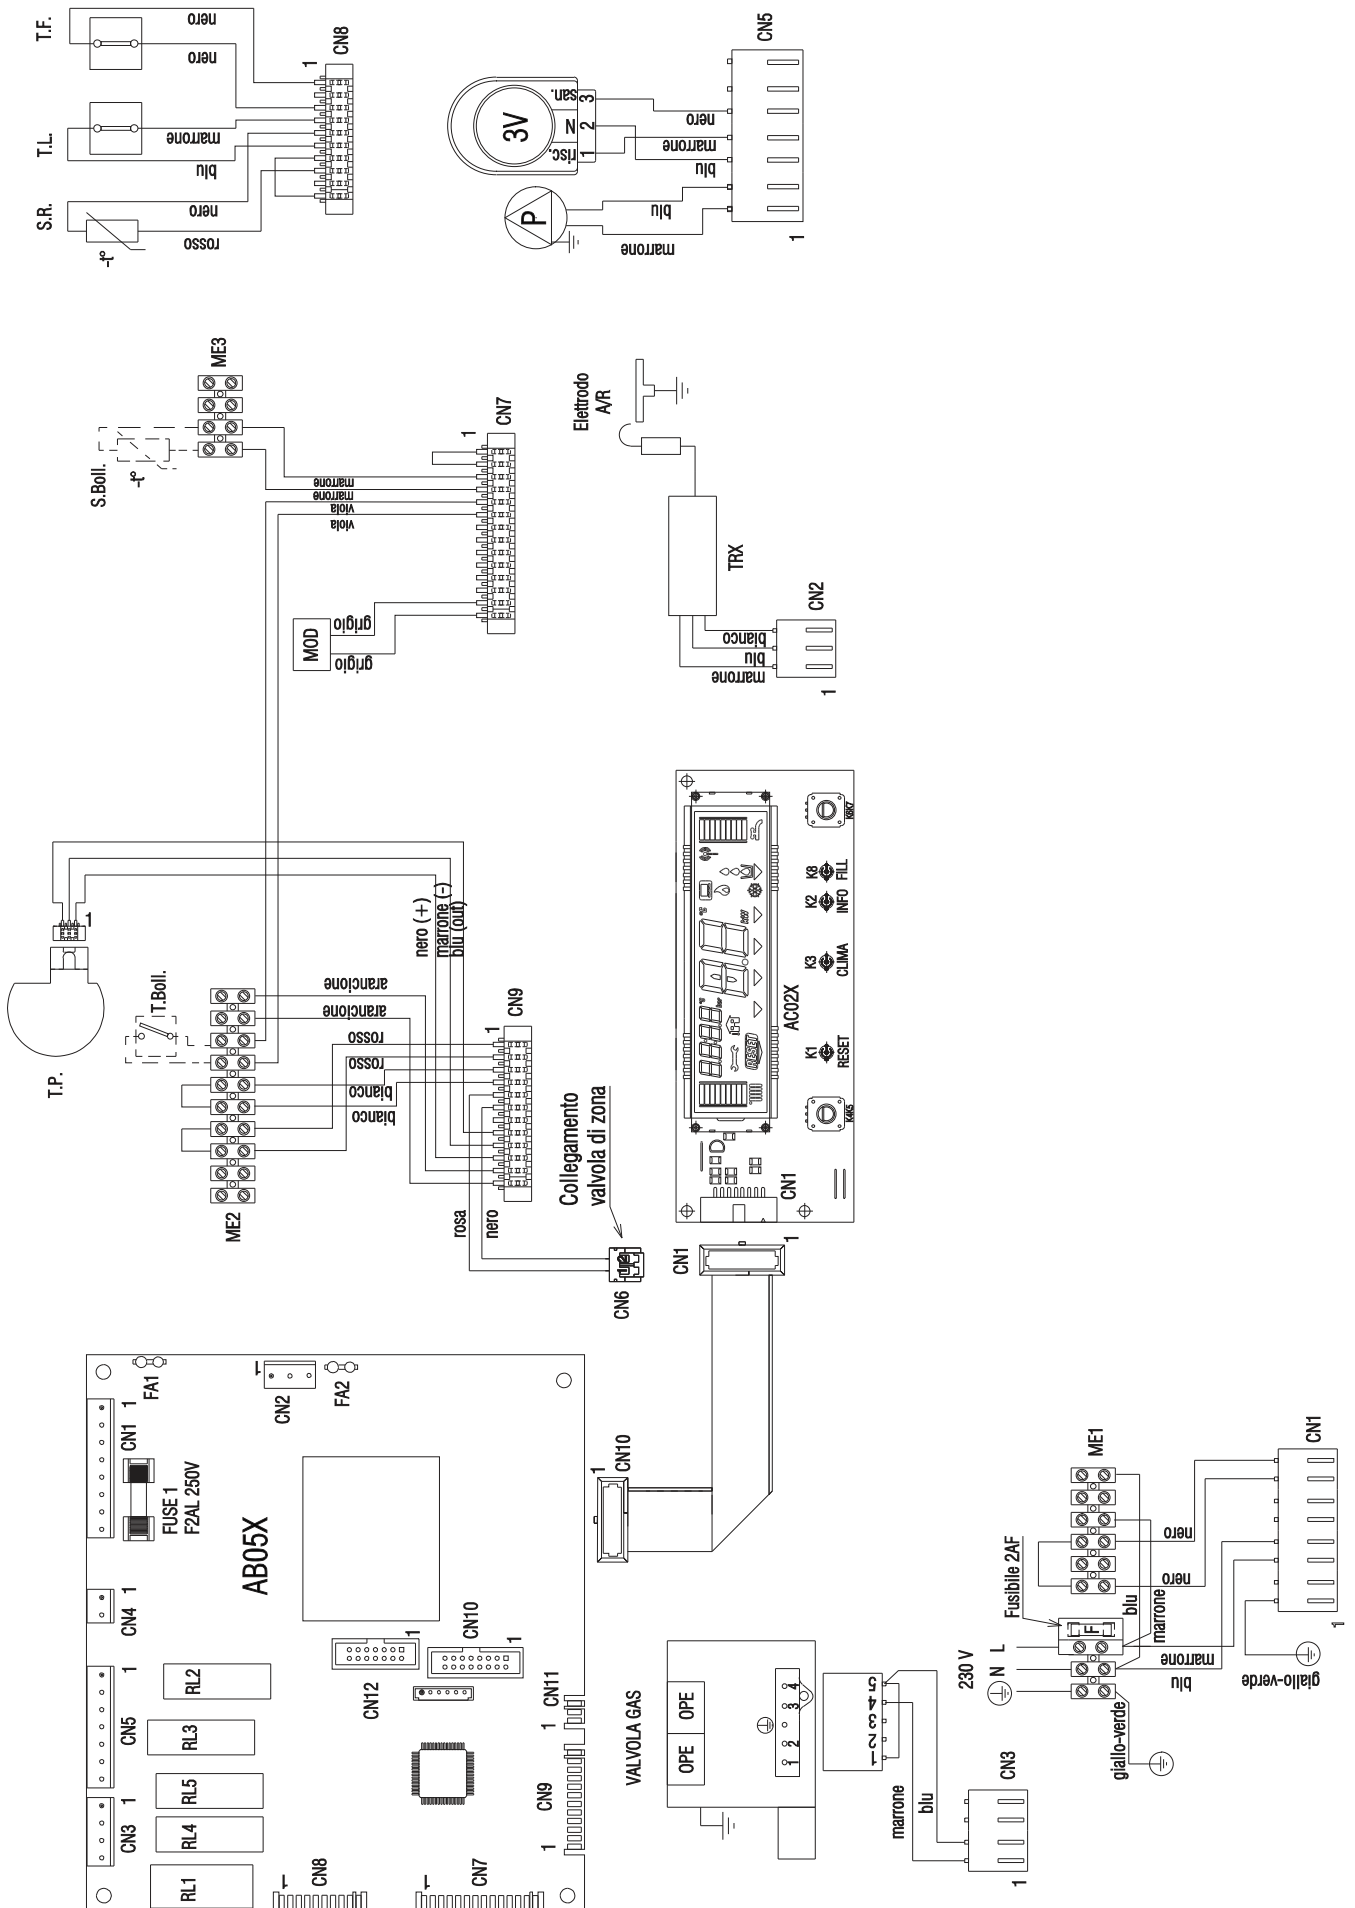 T.F.
nero
nero
T.L.
marrone
blu
S.R.
nero
rosso
-t°
CN8
1
3V
san.
N
risc.
3
2
1
P
nero
marrone
blu
blu
marrone
CN5
1
ME3
S.Boll.
-t°
marrone
marrone
viola
viola
CN7
1
MOD
grigio
grigio
Elettrodo
A/R
TRX
bianco
blu
marrone
CN2
1
T.P.
1
nero (+)
marrone (-)
blu (out)
T.Boll.
arancione
arancione
rosso
rosso
bianco
bianco
ME2
CN9
1
rosa
nero
Collegamento
valvola di zona
CN6
1
2
AC02X
RESET
°C
°C
bar
K6K7
K8
FILL
K2
INFO
K3
CLIMA
K1
RESET
K4K5
CN1
CN1
1
CN10
1
AB05X
FA1
CN1
1
FUSE 1
F2AL 250V
CN2
1
FA2
CN4
1
CN5
1
CN3
1
RL2
RL3
RL5
RL4
RL1
CN12
1
CN10
1
CN11
1
CN9
1
CN8
1
CN7
1
VALVOLA GAS
OPE
OPE
1
2
3
4
1
2
3
4
5
marrone
blu
CN3
1
230 V
L
N
Fusibile 2AF
F
ME1
blu
marrone
nero
nero
marrone
blu
giallo-verde
giallo-verde
CN1
1